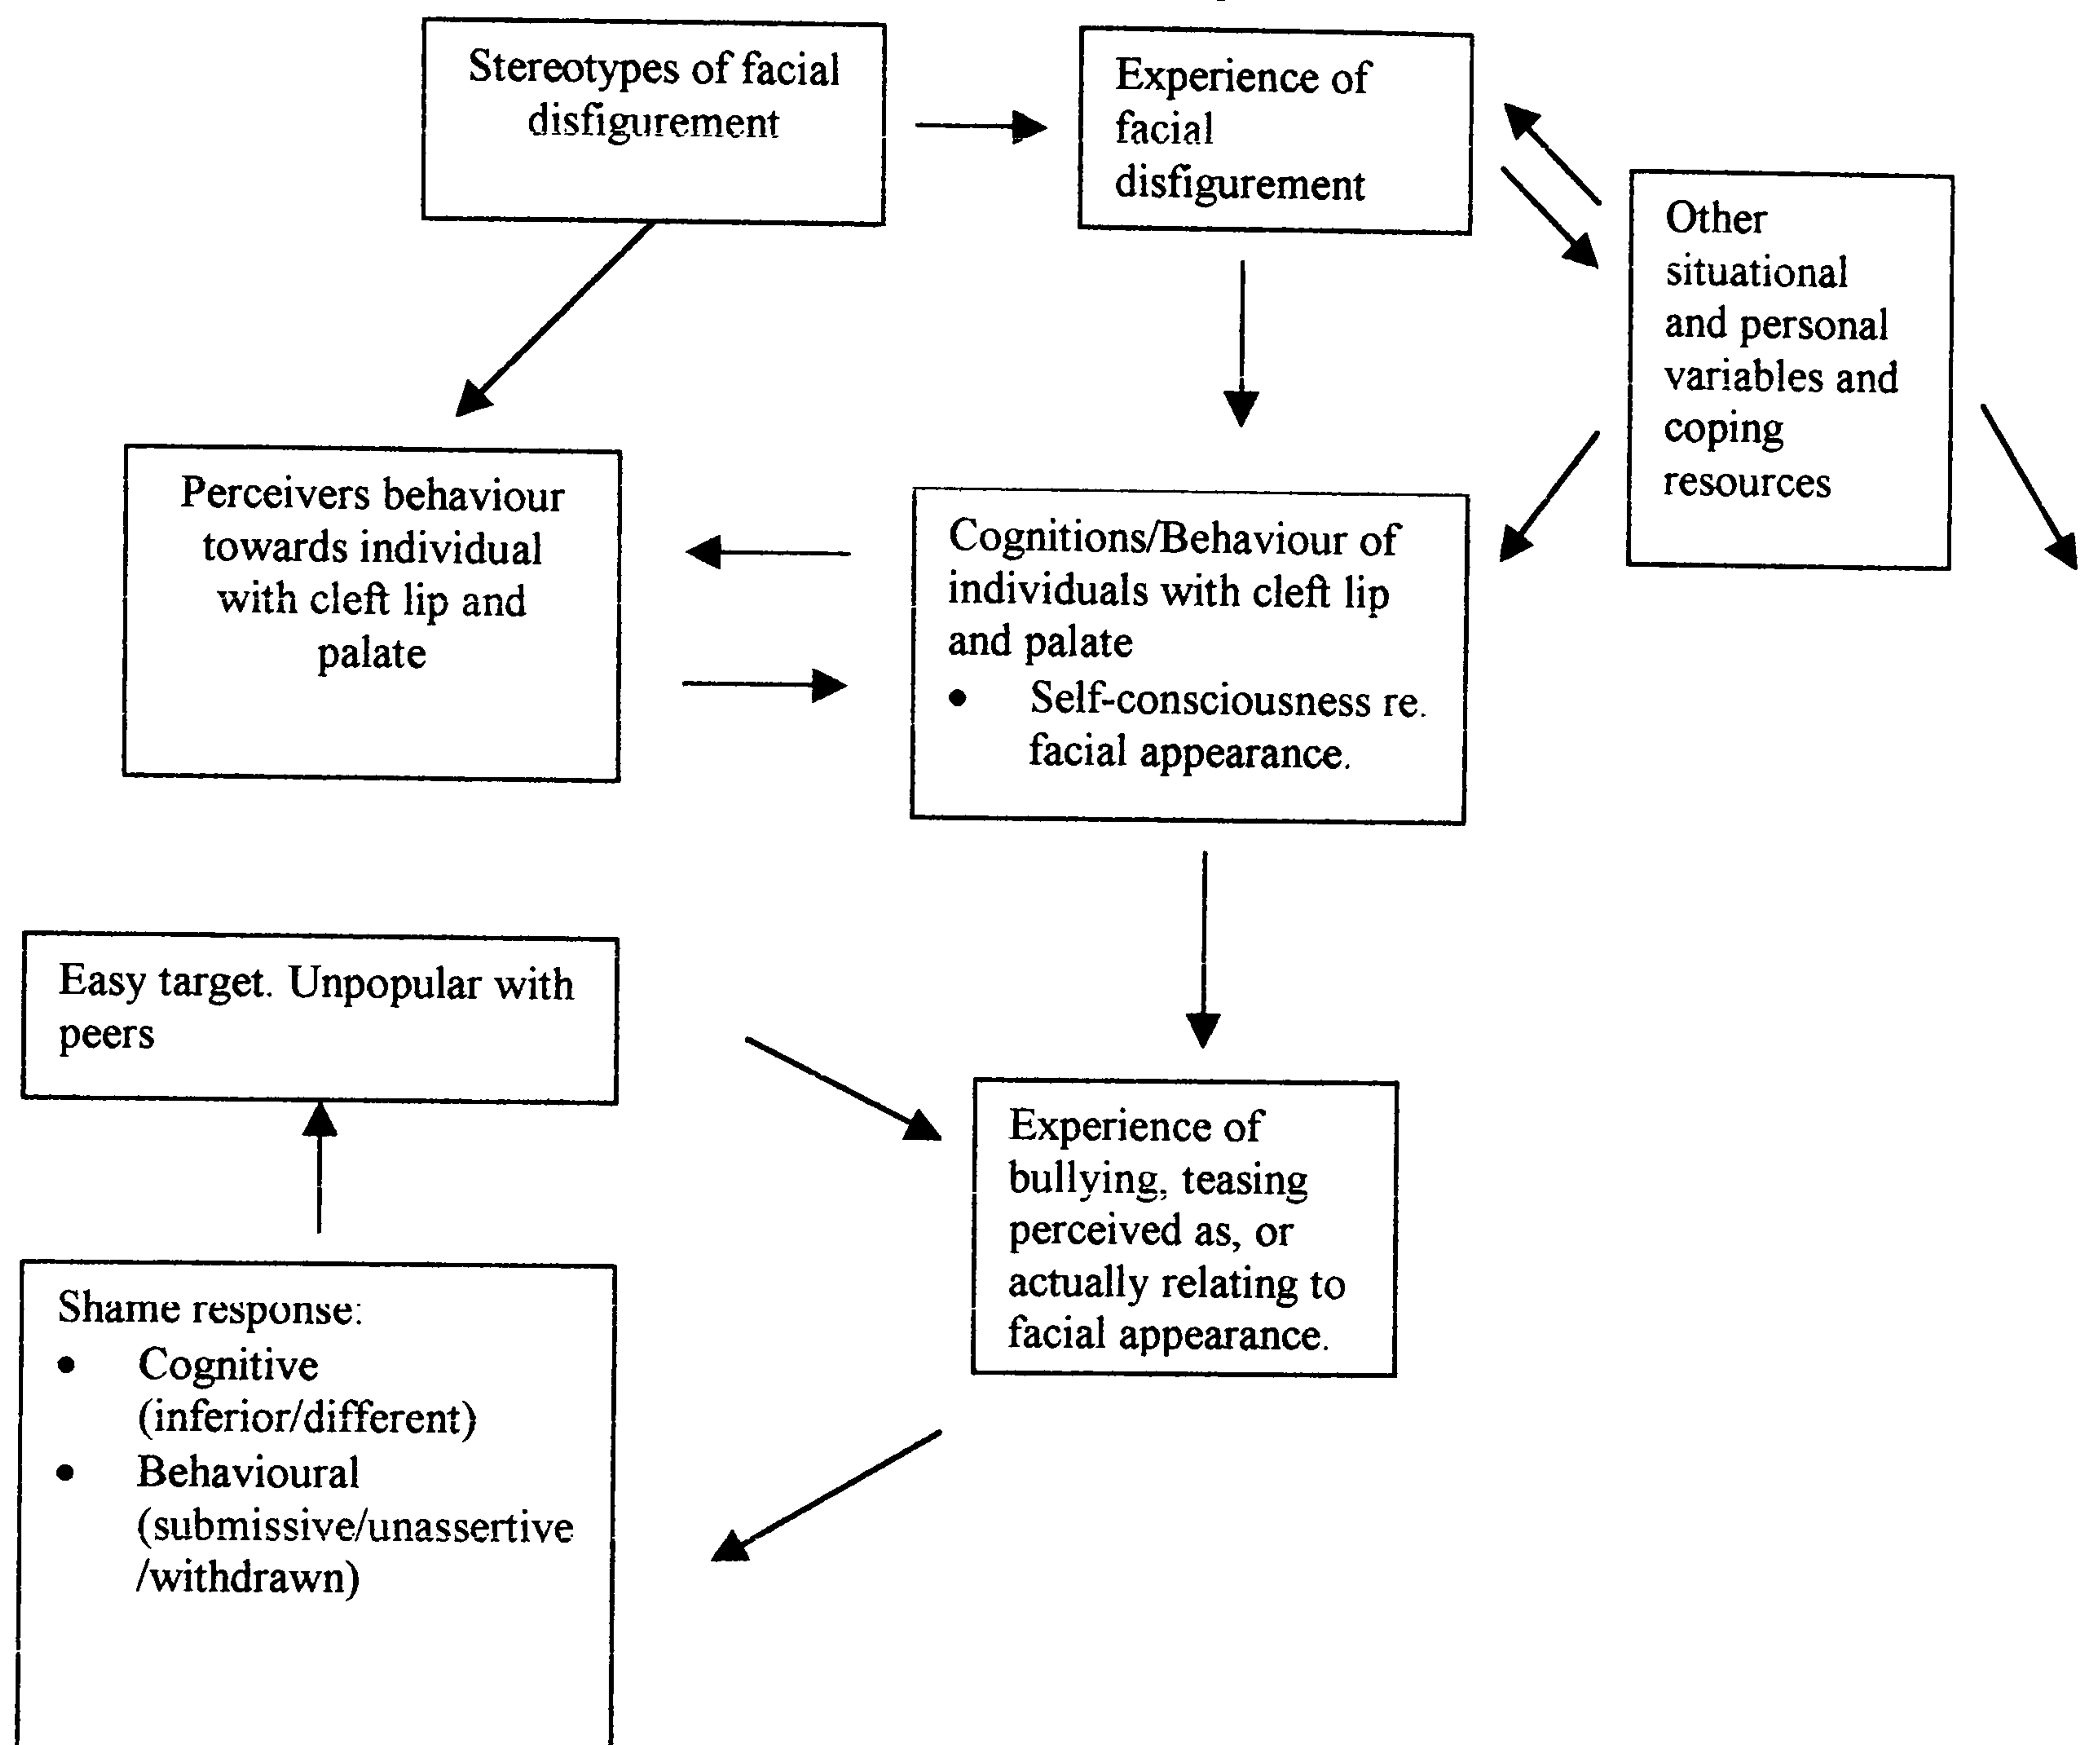 Stereotypes of facial
disfigurement
Experience of
facial
disfigurement
Other
situational
and personal
variables and
coping
resources
Perceivers behaviour
towards individual
with cleft lip and
palate
Cognitions/Behaviour of
individuals with cleft lip
and palate
• Self-consciousness re.
facial appearance.
Easy target. Unpopular with
peers
Experience of
bullying, teasing
perceived as, or
actually relating to
facial appearance.
Shame response:
• Cognitive
(inferior/different)
• Behavioural
(submissive/unassertive
/withdrawn)